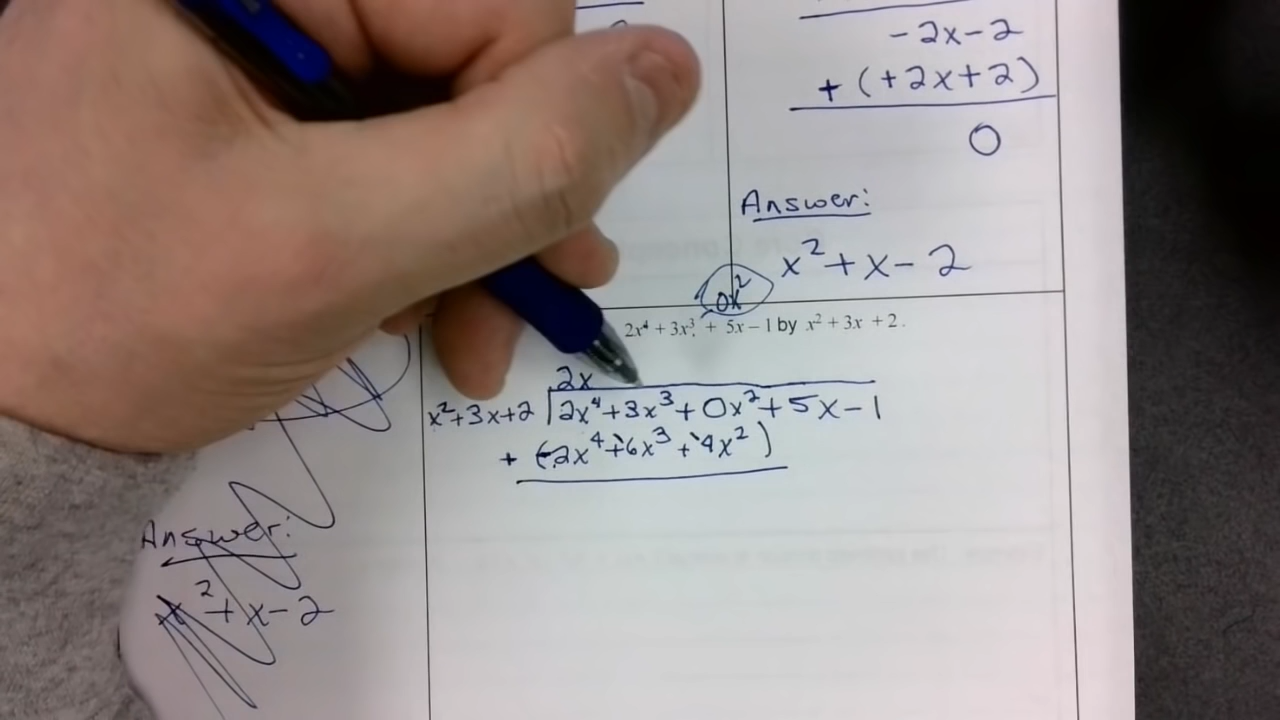 -2x-2
+ (+2x+2)
0
Answer:
x²+x-2
0x²
2x⁴ + 3x³ + 5x – 1 by x² + 3x + 2.
2x
x²+3x+2 2x⁴+3x³+0x²+5x-1
+ (-2x⁴+-6x³+-4x²)
Answer:
x²+x-2